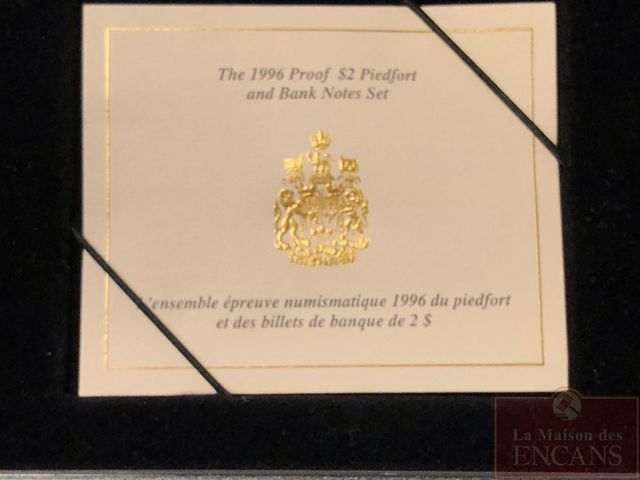 The 1996 Proof $2 Piedfort
and Bank Notes Set
L'ensemble épreuve numismatique 1996 du piedfort
et des billets de banque de 2 $
La Maison des
ENCANS